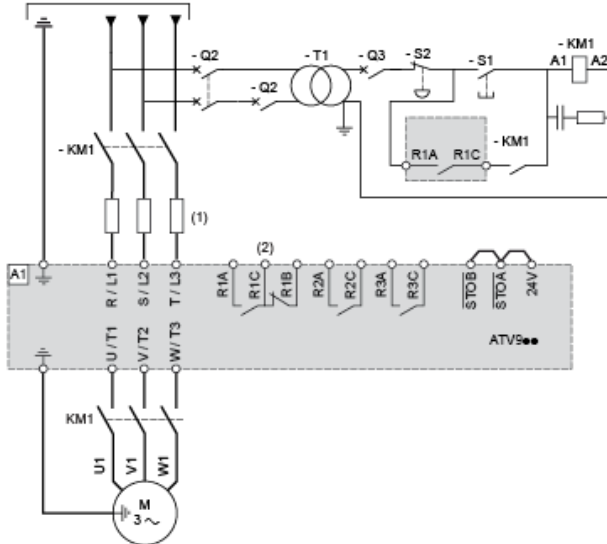 - Q2
- T1
- Q3
- S2
- S1
- KM1
A1
A2
- Q2
- KM1
R1A
R1C
- KM1
(1)
(2)
A1
R / L1
S / L2
T / L3
R1A
R1C
R1B
R2A
R2C
R3A
R3C
STOB
STOA
24V
U / T1
V / T2
W / T3
ATV9●●
KM1
U1
V1
W1
M
3 ~